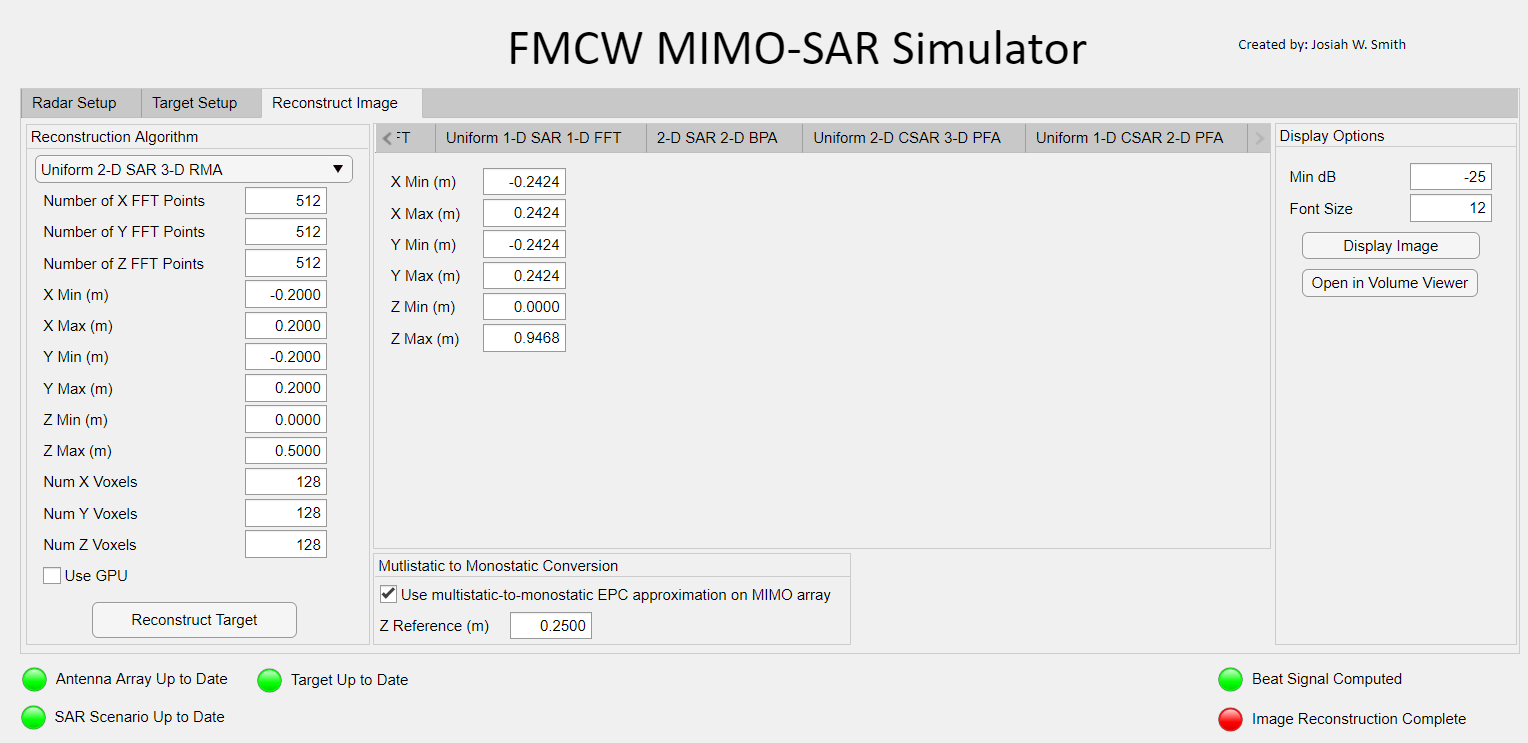 FMCW MIMO-SAR Simulator
Created by: Josiah W. Smith
Radar Setup
Target Setup
Reconstruct Image
Reconstruction Algorithm
Uniform 2-D SAR 3-D RMA
Number of X FFT Points 512
Number of Y FFT Points 512
Number of Z FFT Points 512
X Min (m) -0.2000
X Max (m) 0.2000
Y Min (m) -0.2000
Y Max (m) 0.2000
Z Min (m) 0.0000
Z Max (m) 0.5000
Num X Voxels 128
Num Y Voxels 128
Num Z Voxels 128
Use GPU
Reconstruct Target
Uniform 1-D SAR 1-D FFT
2-D SAR 2-D BPA
Uniform 2-D CSAR 3-D PFA
Uniform 1-D CSAR 2-D PFA
X Min (m) -0.2424
X Max (m) 0.2424
Y Min (m) -0.2424
Y Max (m) 0.2424
Z Min (m) 0.0000
Z Max (m) 0.9468
Mutlistatic to Monostatic Conversion
Use multistatic-to-monostatic EPC approximation on MIMO array
Z Reference (m) 0.2500
Display Options
Min dB -25
Font Size 12
Display Image
Open in Volume Viewer
Antenna Array Up to Date
Target Up to Date
Beat Signal Computed
SAR Scenario Up to Date
Image Reconstruction Complete